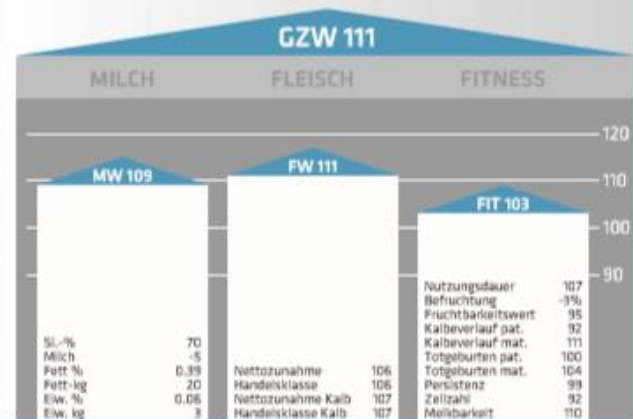 GZW 111
MILCH FLEISCH FITNESS
120
110
100
90
MW 109
Si.-% 70
Milch -5
Fett % 0.39
Fett-kg 20
Eiw. % 0.06
Eiw. kg 3
FW 111
Nettozunahme 106
Handelsklasse 106
Nettozunahme Kalb 107
Handelsklasse Kalb 107
FIT 103
Nutzungsdauer 107
Befruchtung -3%
Fruchtbarkeitswert 95
Kalbeverlauf pat. 92
Kalbeverlauf mat. 111
Totgeburten pat. 100
Totgeburten mat. 104
Persistenz 99
Zellzahl 92
Melkbarkeit 110